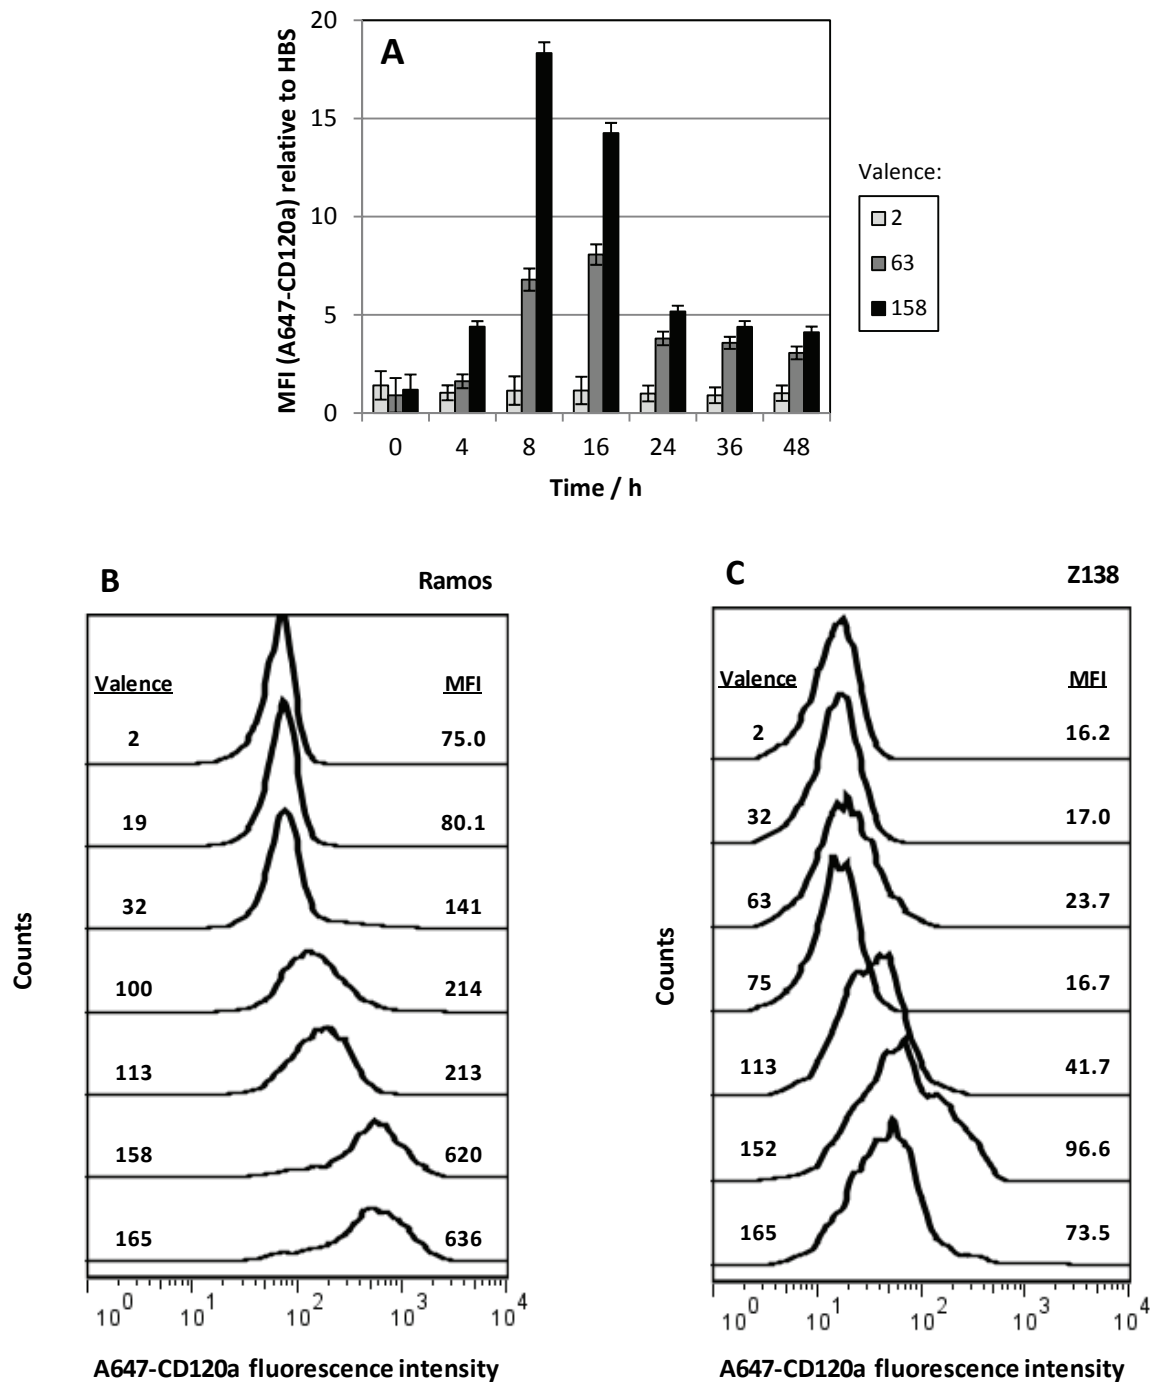 A
MFI (A647-CD120a) relative to HBS
20
15
10
5
0
0 4 8 16 24 36 48
Time / h
Valence:
2
63
158
B
Ramos
Valence MFI
2 75.0
19 80.1
32 141
100 214
113 213
158 620
165 636
Counts
10^0 10^1 10^2 10^3 10^4
A647-CD120a fluorescence intensity
C
Z138
Valence MFI
2 16.2
32 17.0
63 23.7
75 16.7
113 41.7
152 96.6
165 73.5
Counts
10^0 10^1 10^2 10^3 10^4
A647-CD120a fluorescence intensity